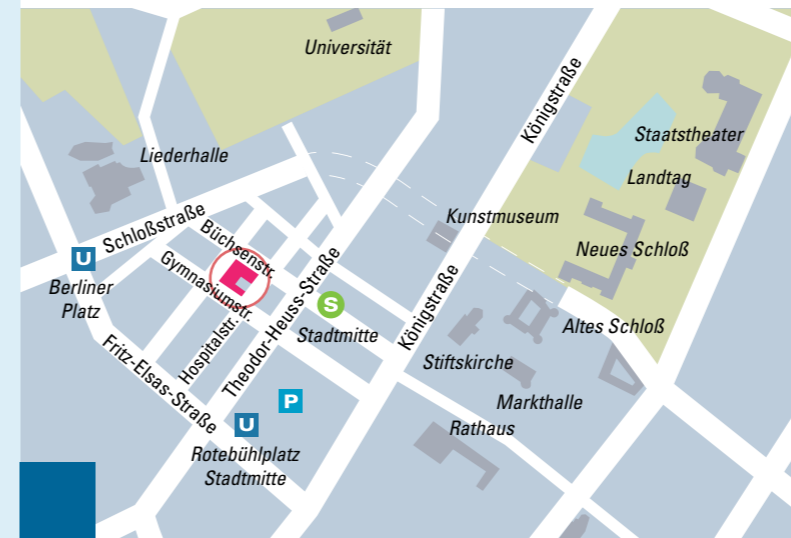 Universität
Königstraße
Staatstheater
Liederhalle
Landtag
Kunstmuseum
Schloßstraße
Büchsenstr.
Neues Schloß
U
Berliner
Platz
Gymnasiumstr.
S
Stadtmitte
Theodor-Heuss-Straße
Königstraße
Altes Schloß
Hospitalstr.
Fritz-Elsas-Straße
Stiftskirche
Markthalle
P
U
Rathaus
Rotebühlplatz
Stadtmitte